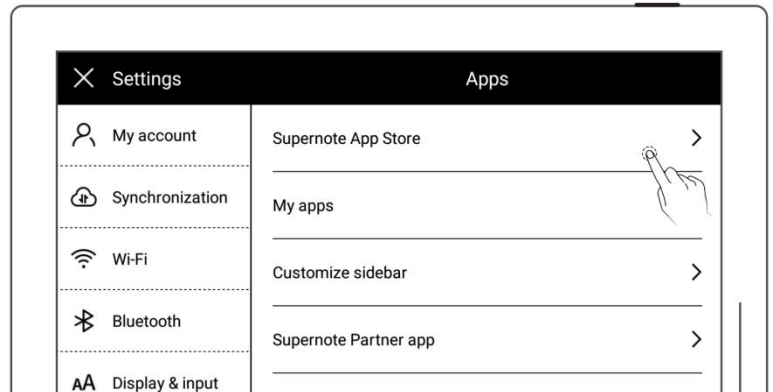 Settings
Apps
My account
Synchronization
Wi-Fi
Bluetooth
AA Display & input
Supernote App Store
My apps
Customize sidebar
Supernote Partner app